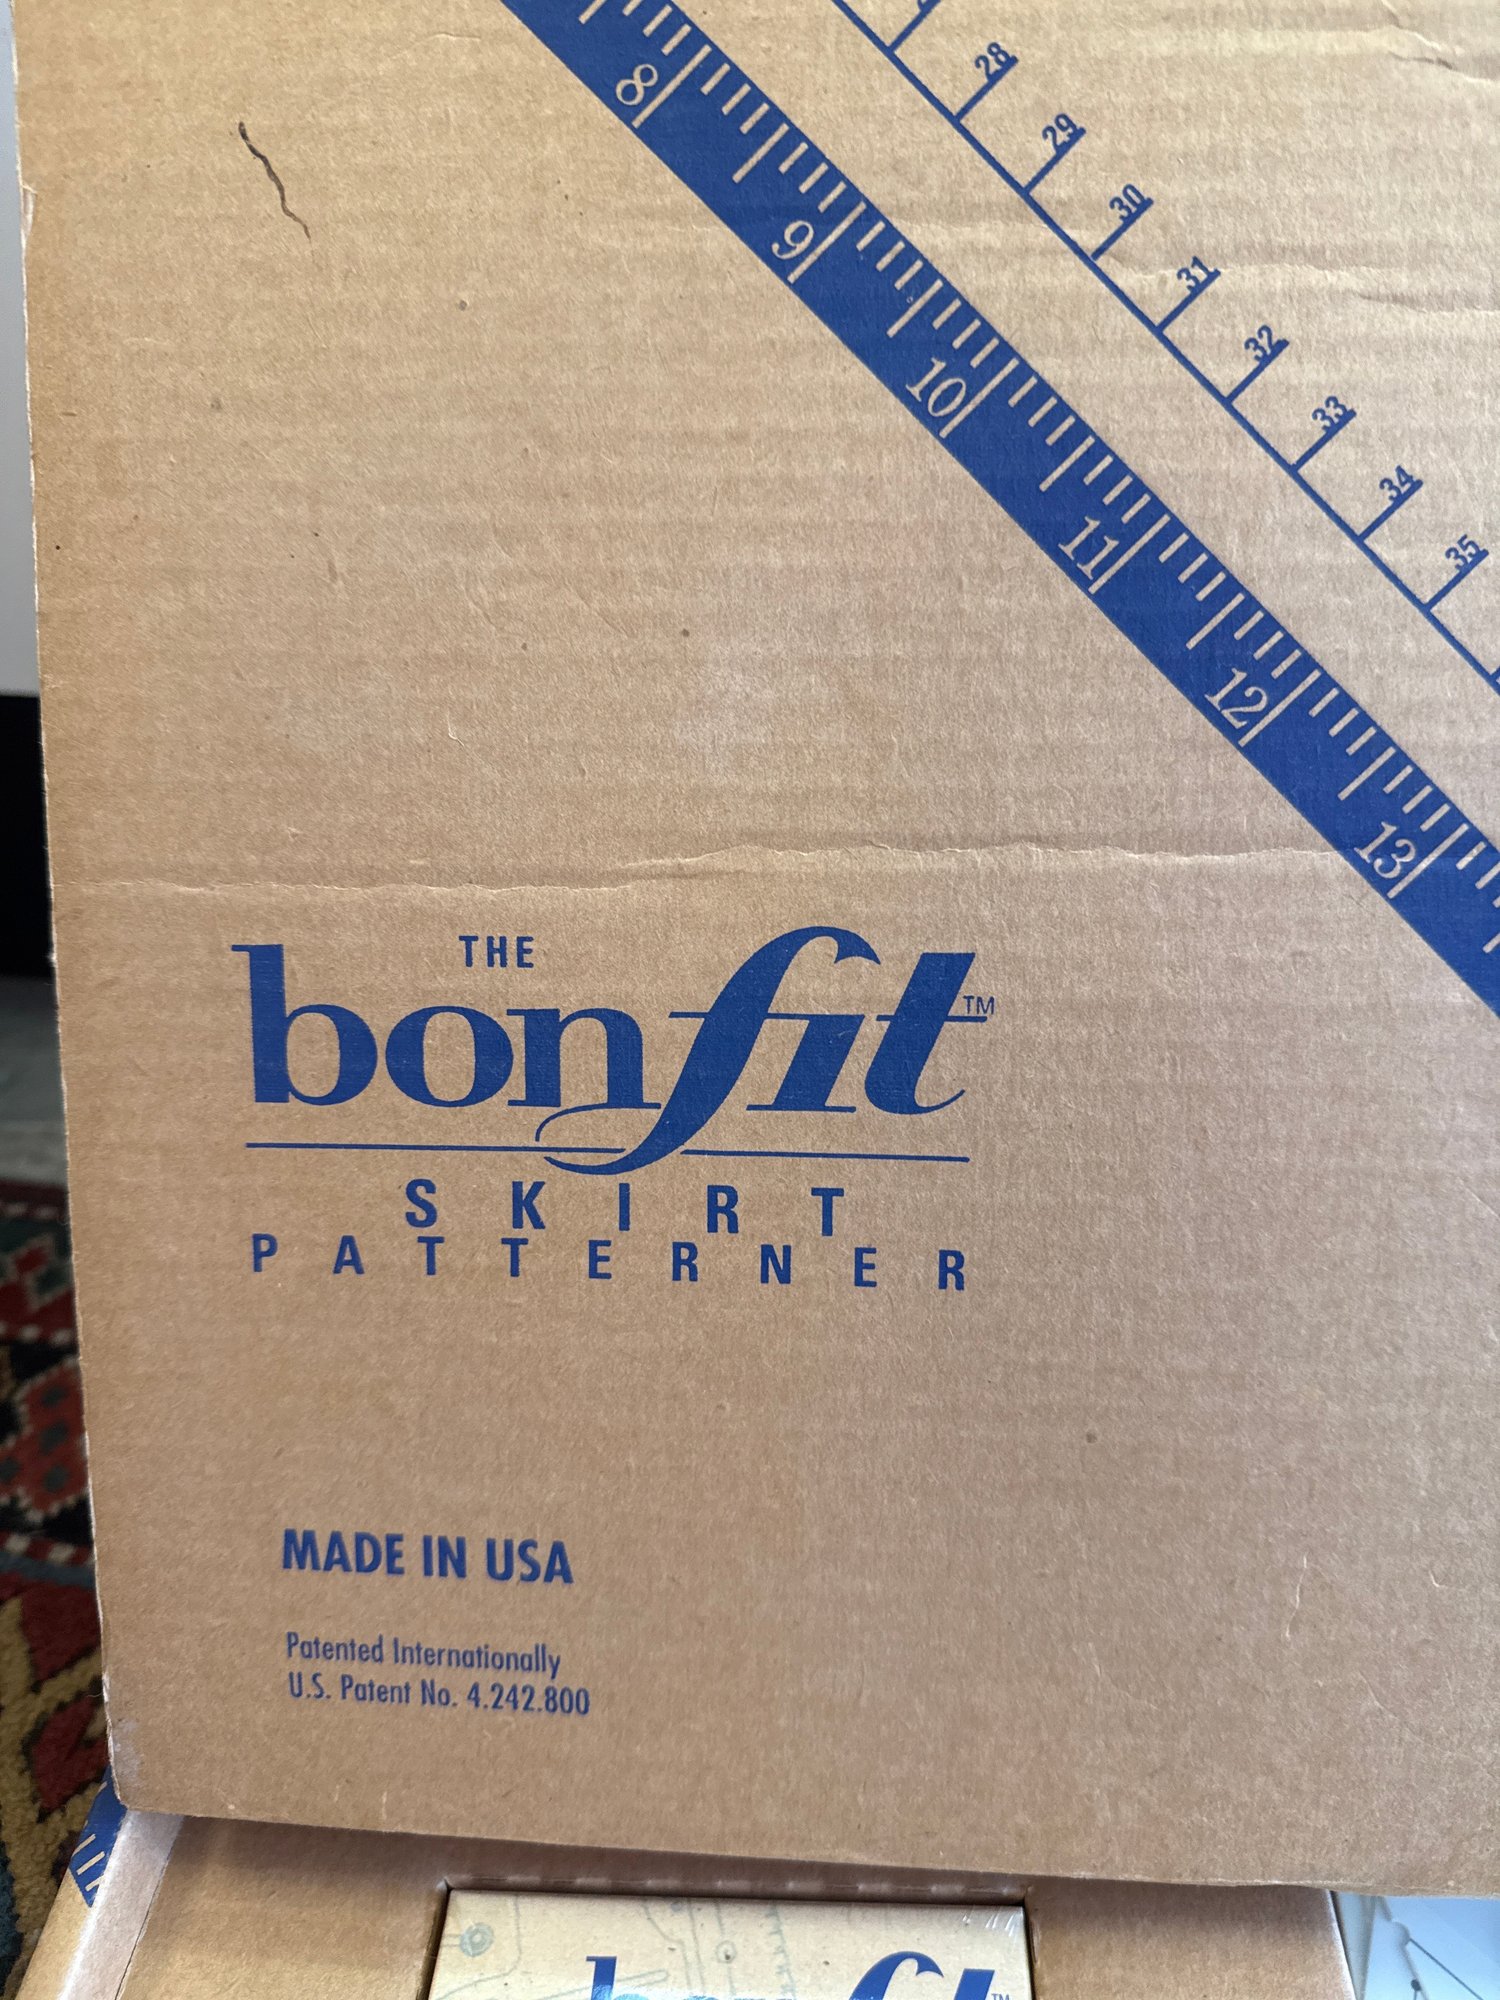 8
9
10
11
12
13
28
29
30
31
32
33
34
35
THE
bonfit™
SKIRT
PATTERNER
MADE IN USA
Patented Internationally
U.S. Patent No. 4.242.800
bonfit™